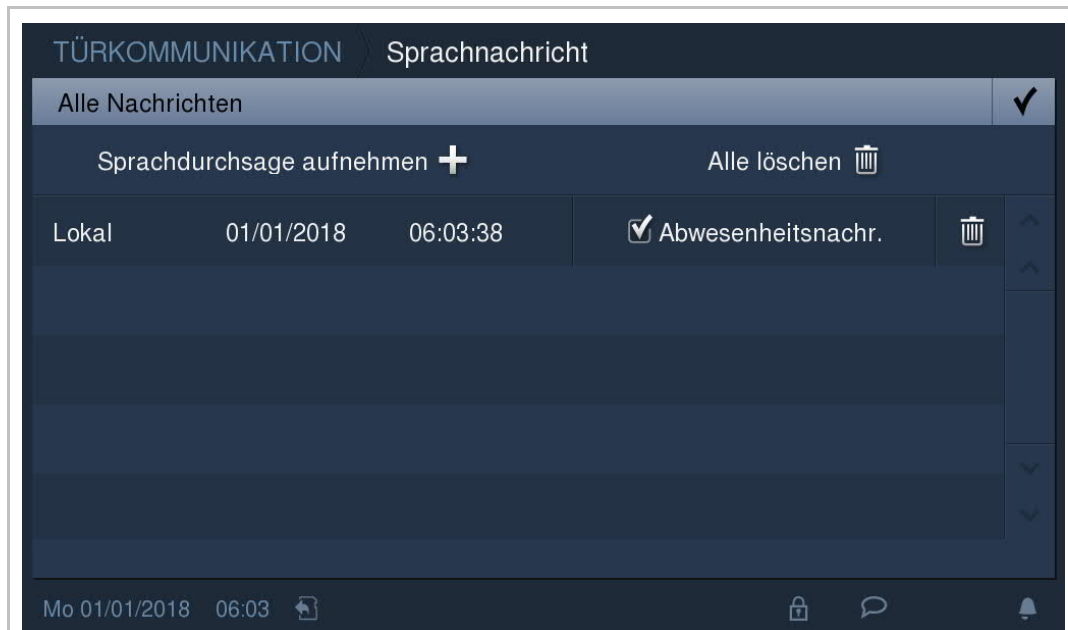 TÜRKOMMUNIKATION Sprachnachricht
Alle Nachrichten
Sprachdurchsage aufnehmen Alle löschen
Lokal 01/01/2018 06:03:38 Abwesenheitsnachr.
Mo 01/01/2018 06:03